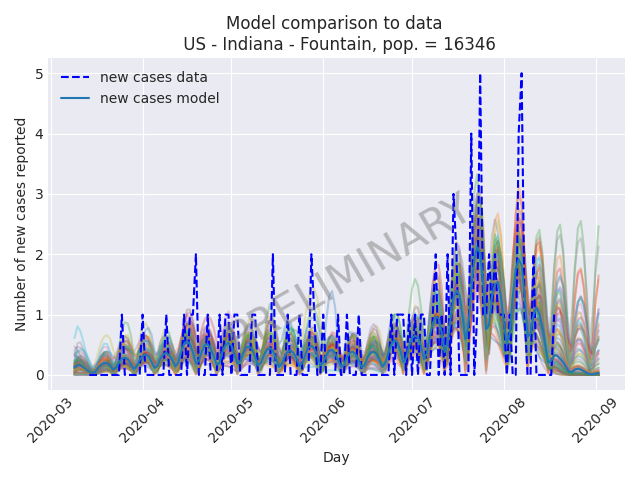 Model comparison to data
US - Indiana - Fountain, pop. = 16346
new cases data
new cases model
PRELIMINARY
Number of new cases reported
5
4
3
2
1
0
2020-03
2020-04
2020-05
2020-06
2020-07
2020-08
2020-09
Day